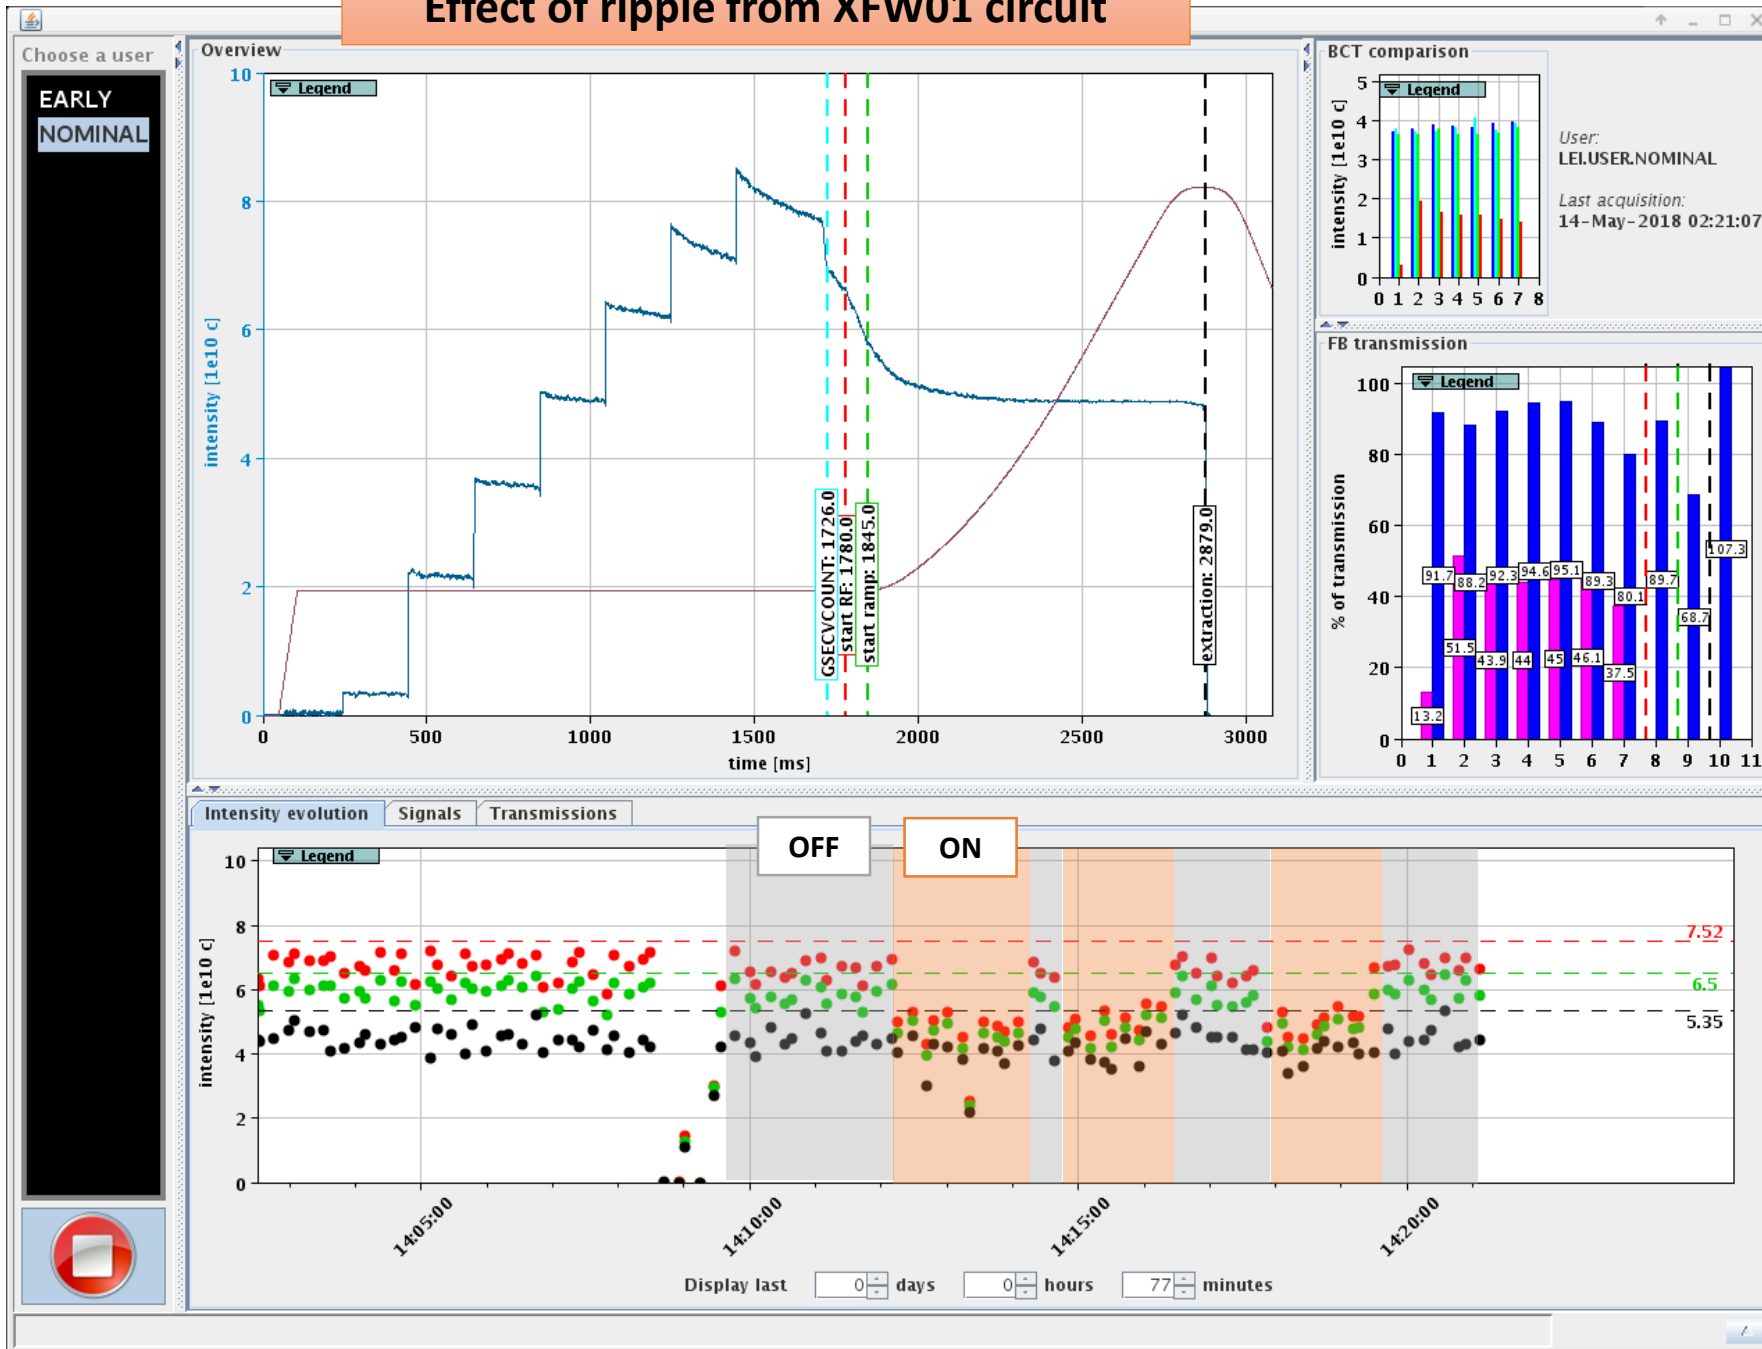 Effect of ripple from XFW01 circuit
Choose a user
EARLY
NOMINAL
Overview
Legend
10
8
6
4
2
0
intensity [1e10 c]
GSECVCOUNT: 1726.0
start RF: 1780.0
start ramp: 1845.0
extraction: 2879.0
0 500 1000 1500 2000 2500 3000
time [ms]
BCT comparison
Legend
5
4
3
2
1
0
intensity [1e10 c]
0 1 2 3 4 5 6 7 8
User:
LEI.USER.NOMINAL
Last acquisition:
14-May-2018 02:21:07
FB transmission
Legend
100
80
60
40
20
0
% of transmission
91.7 88.2 92.3 94.6 95.1 89.3 80.1 89.7 68.7 107.3
13.2 51.5 43.9 44 45 46.1 37.5
0 1 2 3 4 5 6 7 8 9 10 11
Intensity evolution Signals Transmissions
OFF ON
Legend
10
8
6
4
2
0
intensity [1e10 c]
7.52
6.5
5.35
14:05:00 14:10:00 14:15:00 14:20:00
Display last 0 days 0 hours 77 minutes